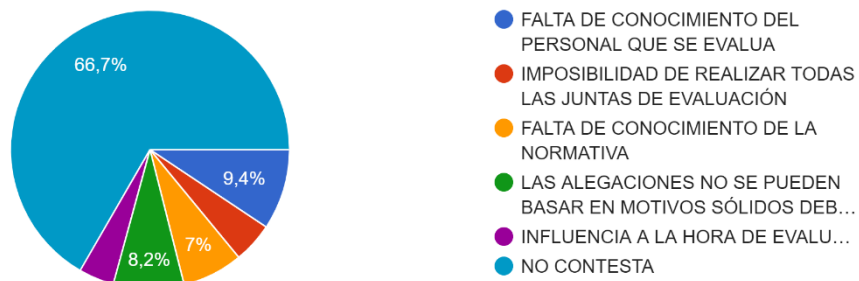 66,7%
9,4%
7%
8,2%
FALTA DE CONOCIMIENTO DEL
PERSONAL QUE SE EVALUA
IMPOSIBILIDAD DE REALIZAR TODAS
LAS JUNTAS DE EVALUACIÓN
FALTA DE CONOCIMIENTO DE LA
NORMATIVA
LAS ALEGACIONES NO SE PUEDEN
BASAR EN MOTIVOS SÓLIDOS DEB…
INFLUENCIA A LA HORA DE EVALU…
NO CONTESTA